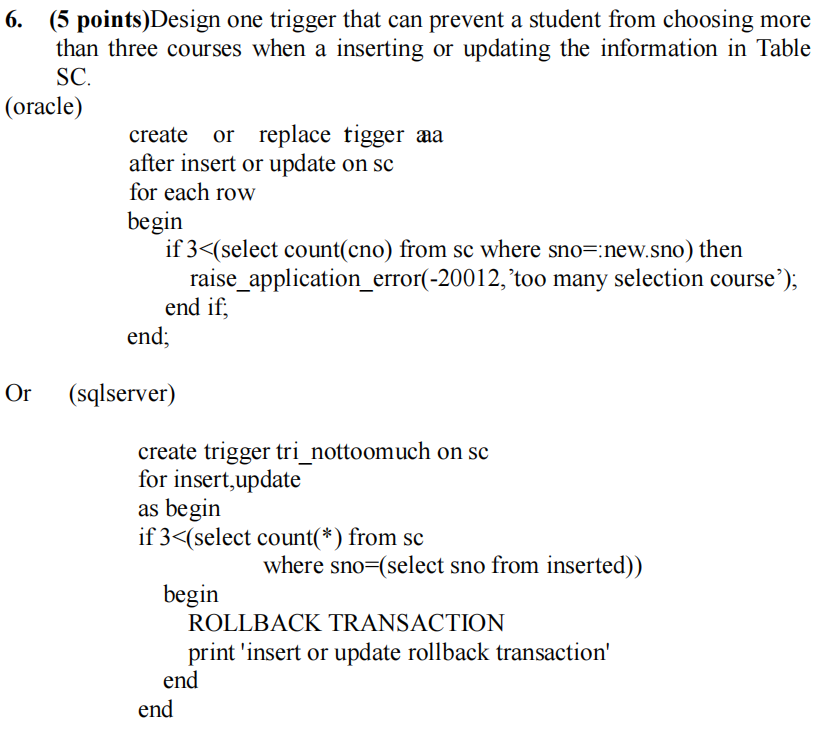 6. (5 points)Design one trigger that can prevent a student from choosing more
than three courses when a inserting or updating the information in Table
SC.
(oracle)
create or replace tigger aaa
after insert or update on sc
for each row
begin
if 3<(select count(cno) from sc where sno=:new.sno) then
raise_application_error(-20012,’too many selection course’);
end if;
end;
Or (sqlserver)
create trigger tri_nottoomuch on sc
for insert,update
as begin
if 3<(select count(*) from sc
where sno=(select sno from inserted))
begin
ROLLBACK TRANSACTION
print 'insert or update rollback transaction'
end
end